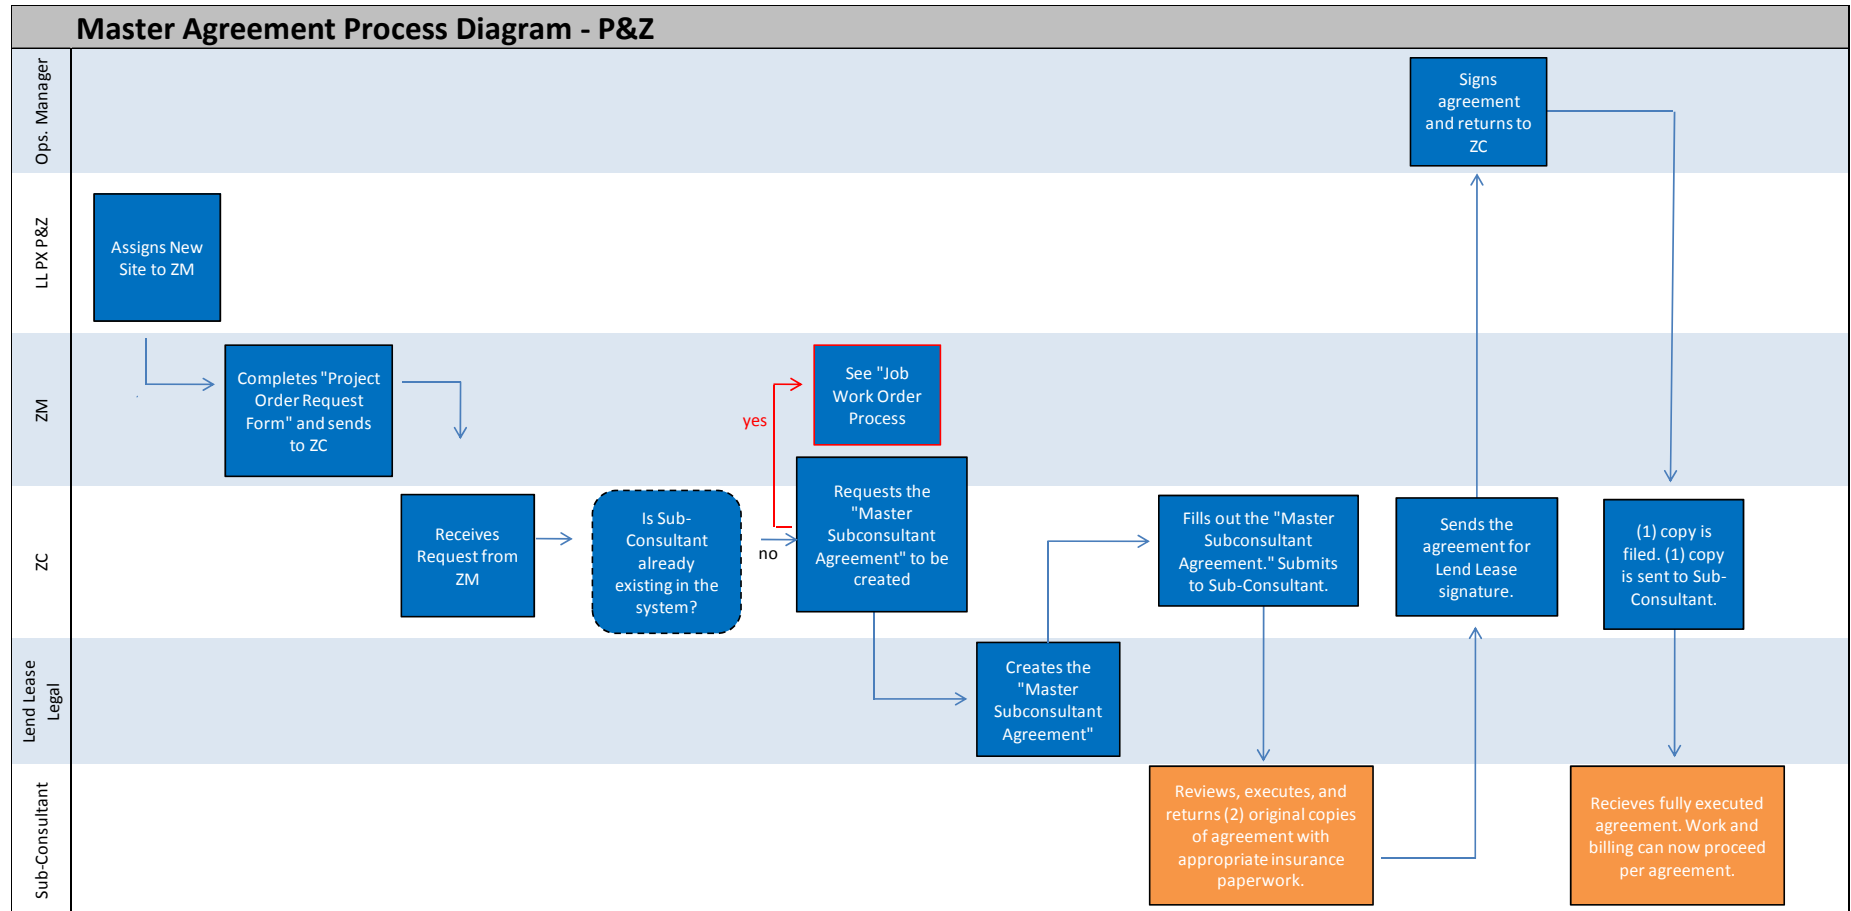 Master Agreement Process Diagram - P&Z
Ops. Manager
Signs
agreement
and returns to
ZC
LL PX P&Z
Assigns New
Site to ZM
ZM
Completes "Project
Order Request
Form" and sends
to ZC
yes
See "Job
Work Order
Process
ZC
Receives
Request from
ZM
Is Sub-
Consultant
already
existing in the
system?
no
Requests the
"Master
Subconsultant
Agreement" to be
created
Fills out the "Master
Subconsultant
Agreement." Submits
to Sub-Consultant.
Sends the
agreement for
Lend Lease
signature.
(1) copy is
filed. (1) copy
is sent to Sub-
Consultant.
Lend Lease
Legal
Creates the
"Master
Subconsultant
Agreement"
Sub-Consultant
Reviews, executes, and
returns (2) original copies
of agreement with
appropriate insurance
paperwork.
Recieves fully executed
agreement. Work and
billing can now proceed
per agreement.